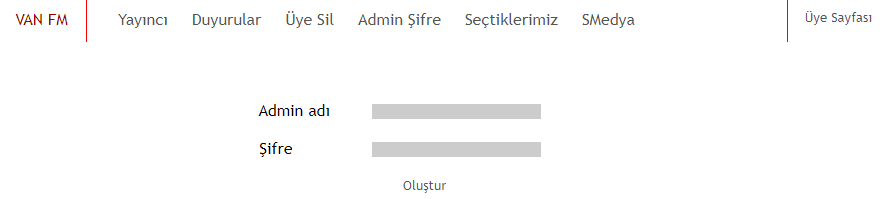 VAN FM Yayıncı Duyurular Üye Sil Admin Şifre Seçtiklerimiz SMedya Üye Sayfası
Admin adı
Şifre
Oluştur